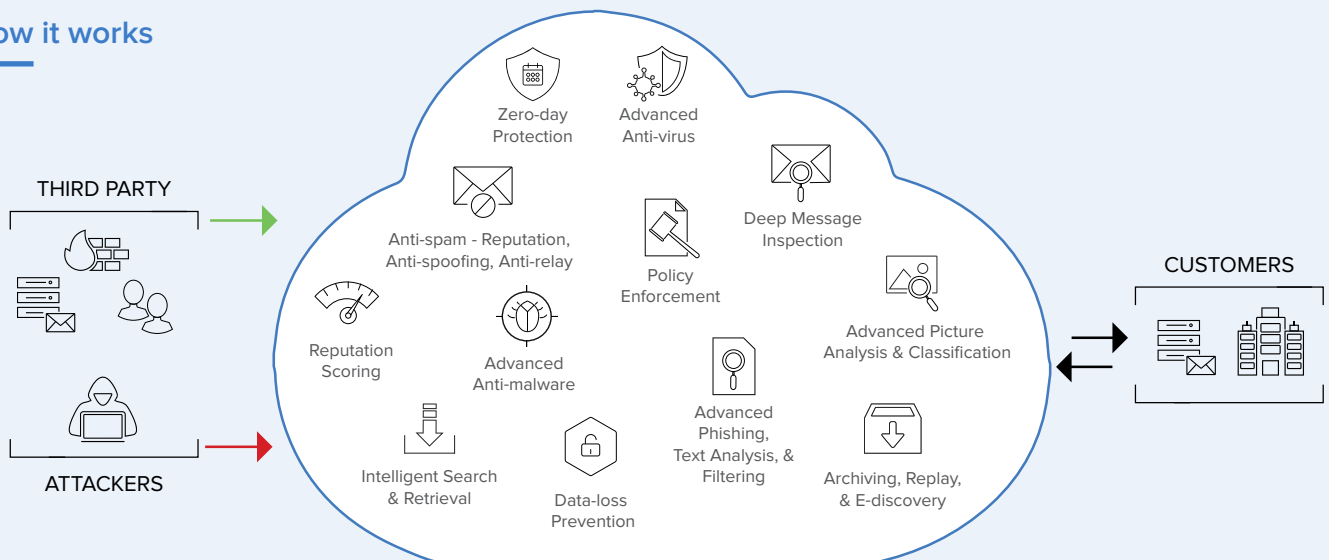 ow it works
Zero-day
Protection
Advanced
Anti-virus
THIRD PARTY
Anti-spam - Reputation,
Anti-spoofing, Anti-relay
Deep Message
Inspection
Policy
Enforcement
CUSTOMERS
Reputation
Scoring
Advanced
Anti-malware
Advanced Picture
Analysis & Classification
Advanced
Phishing,
Text Analysis, &
Filtering
ATTACKERS
Intelligent Search
& Retrieval
Data-loss
Prevention
Archiving, Replay,
& E-discovery